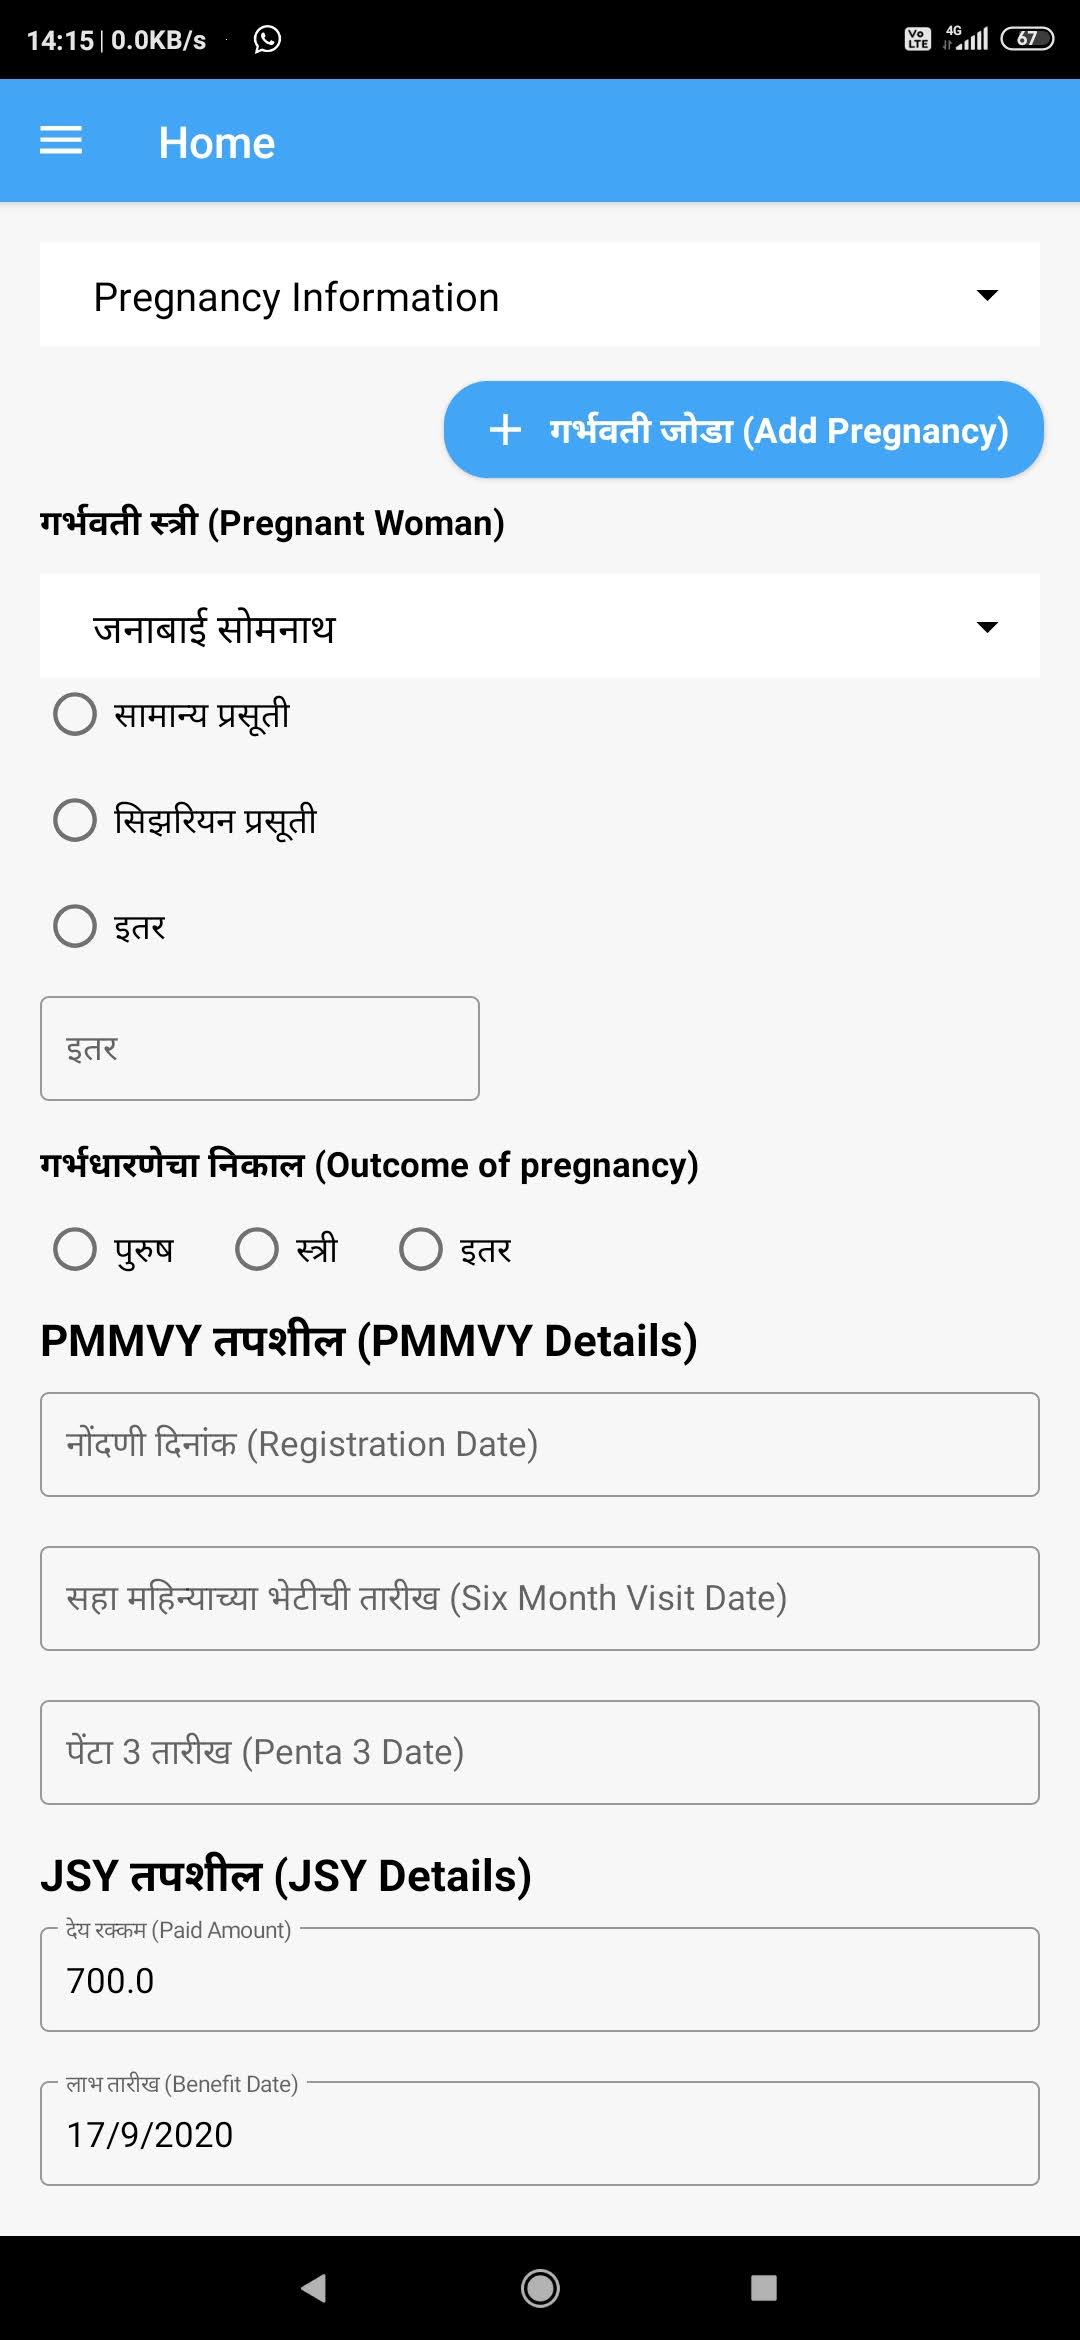 14:15 | 0.0KB/s
Vo LTE 4G 67
Home
Pregnancy Information
+ गर्भवती जोडा (Add Pregnancy)
गर्भवती स्त्री (Pregnant Woman)
जनाबाई सोमनाथ
सामान्य प्रसूती
सिझरियन प्रसूती
इतर
इतर
गर्भधारणेचा निकाल (Outcome of pregnancy)
पुरुष स्त्री इतर
PMMVY तपशील (PMMVY Details)
नोंदणी दिनांक (Registration Date)
सहा महिन्याच्या भेटीची तारीख (Six Month Visit Date)
पेंटा 3 तारीख (Penta 3 Date)
JSY तपशील (JSY Details)
देय रक्कम (Paid Amount)
700.0
लाभ तारीख (Benefit Date)
17/9/2020